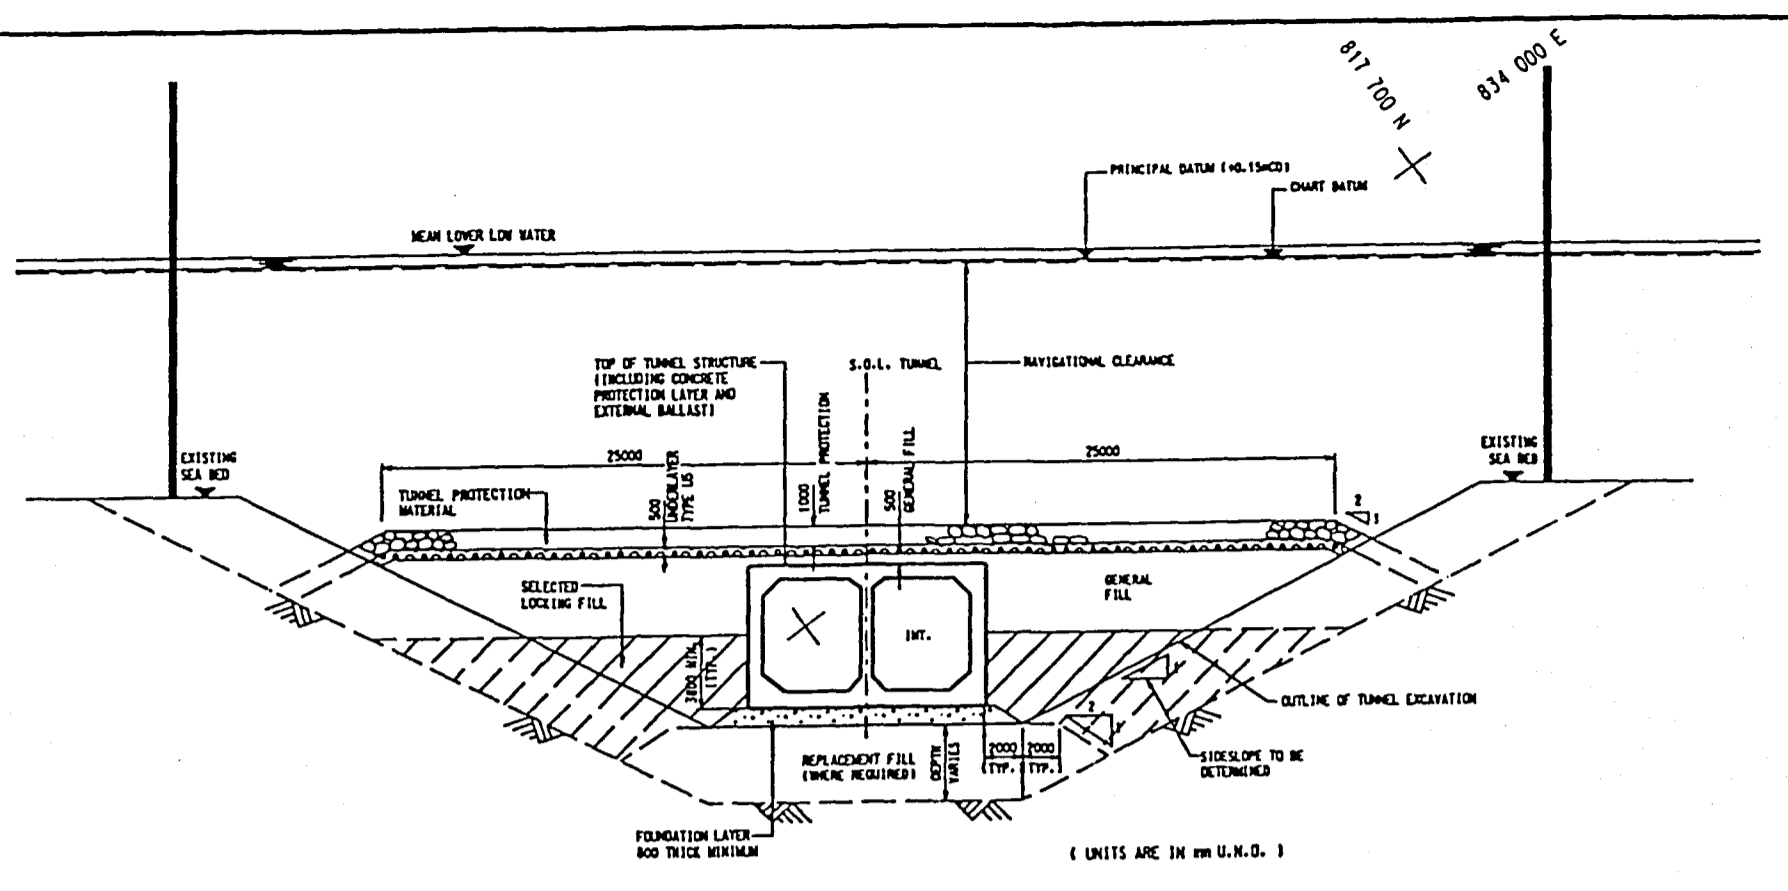 817 700 N
834 000 E
PRINCIPAL DATUM (+0.15mCD)
CHART DATUM
MEAN LOWER LOW WATER
TOP OF TUNNEL STRUCTURE
(INCLUDING CONCRETE
PROTECTION LAYER AND
EXTERNAL BALLAST)
S.O.L. TUNNEL
NAVIGATIONAL CLEARANCE
EXISTING
SEA BED
25000
25000
EXISTING
SEA BED
TUNNEL PROTECTION
MATERIAL
500
UNDERLAYER
TYPE U5
1000
TUNNEL PROTECTION
500
GENERAL FILL
2
1
SELECTED
LOCKING FILL
GENERAL
FILL
INT.
3800 MIN.
(TYP.)
1
OUTLINE OF TUNNEL EXCAVATION
2
1
REPLACEMENT FILL
(WHERE REQUIRED)
DEPTH
VARIES
2000
(TYP.)
2000
(TYP.)
SIDESLOPE TO BE
DETERMINED
FOUNDATION LAYER
800 THICK MINIMUM
( UNITS ARE IN mm U.N.O. )